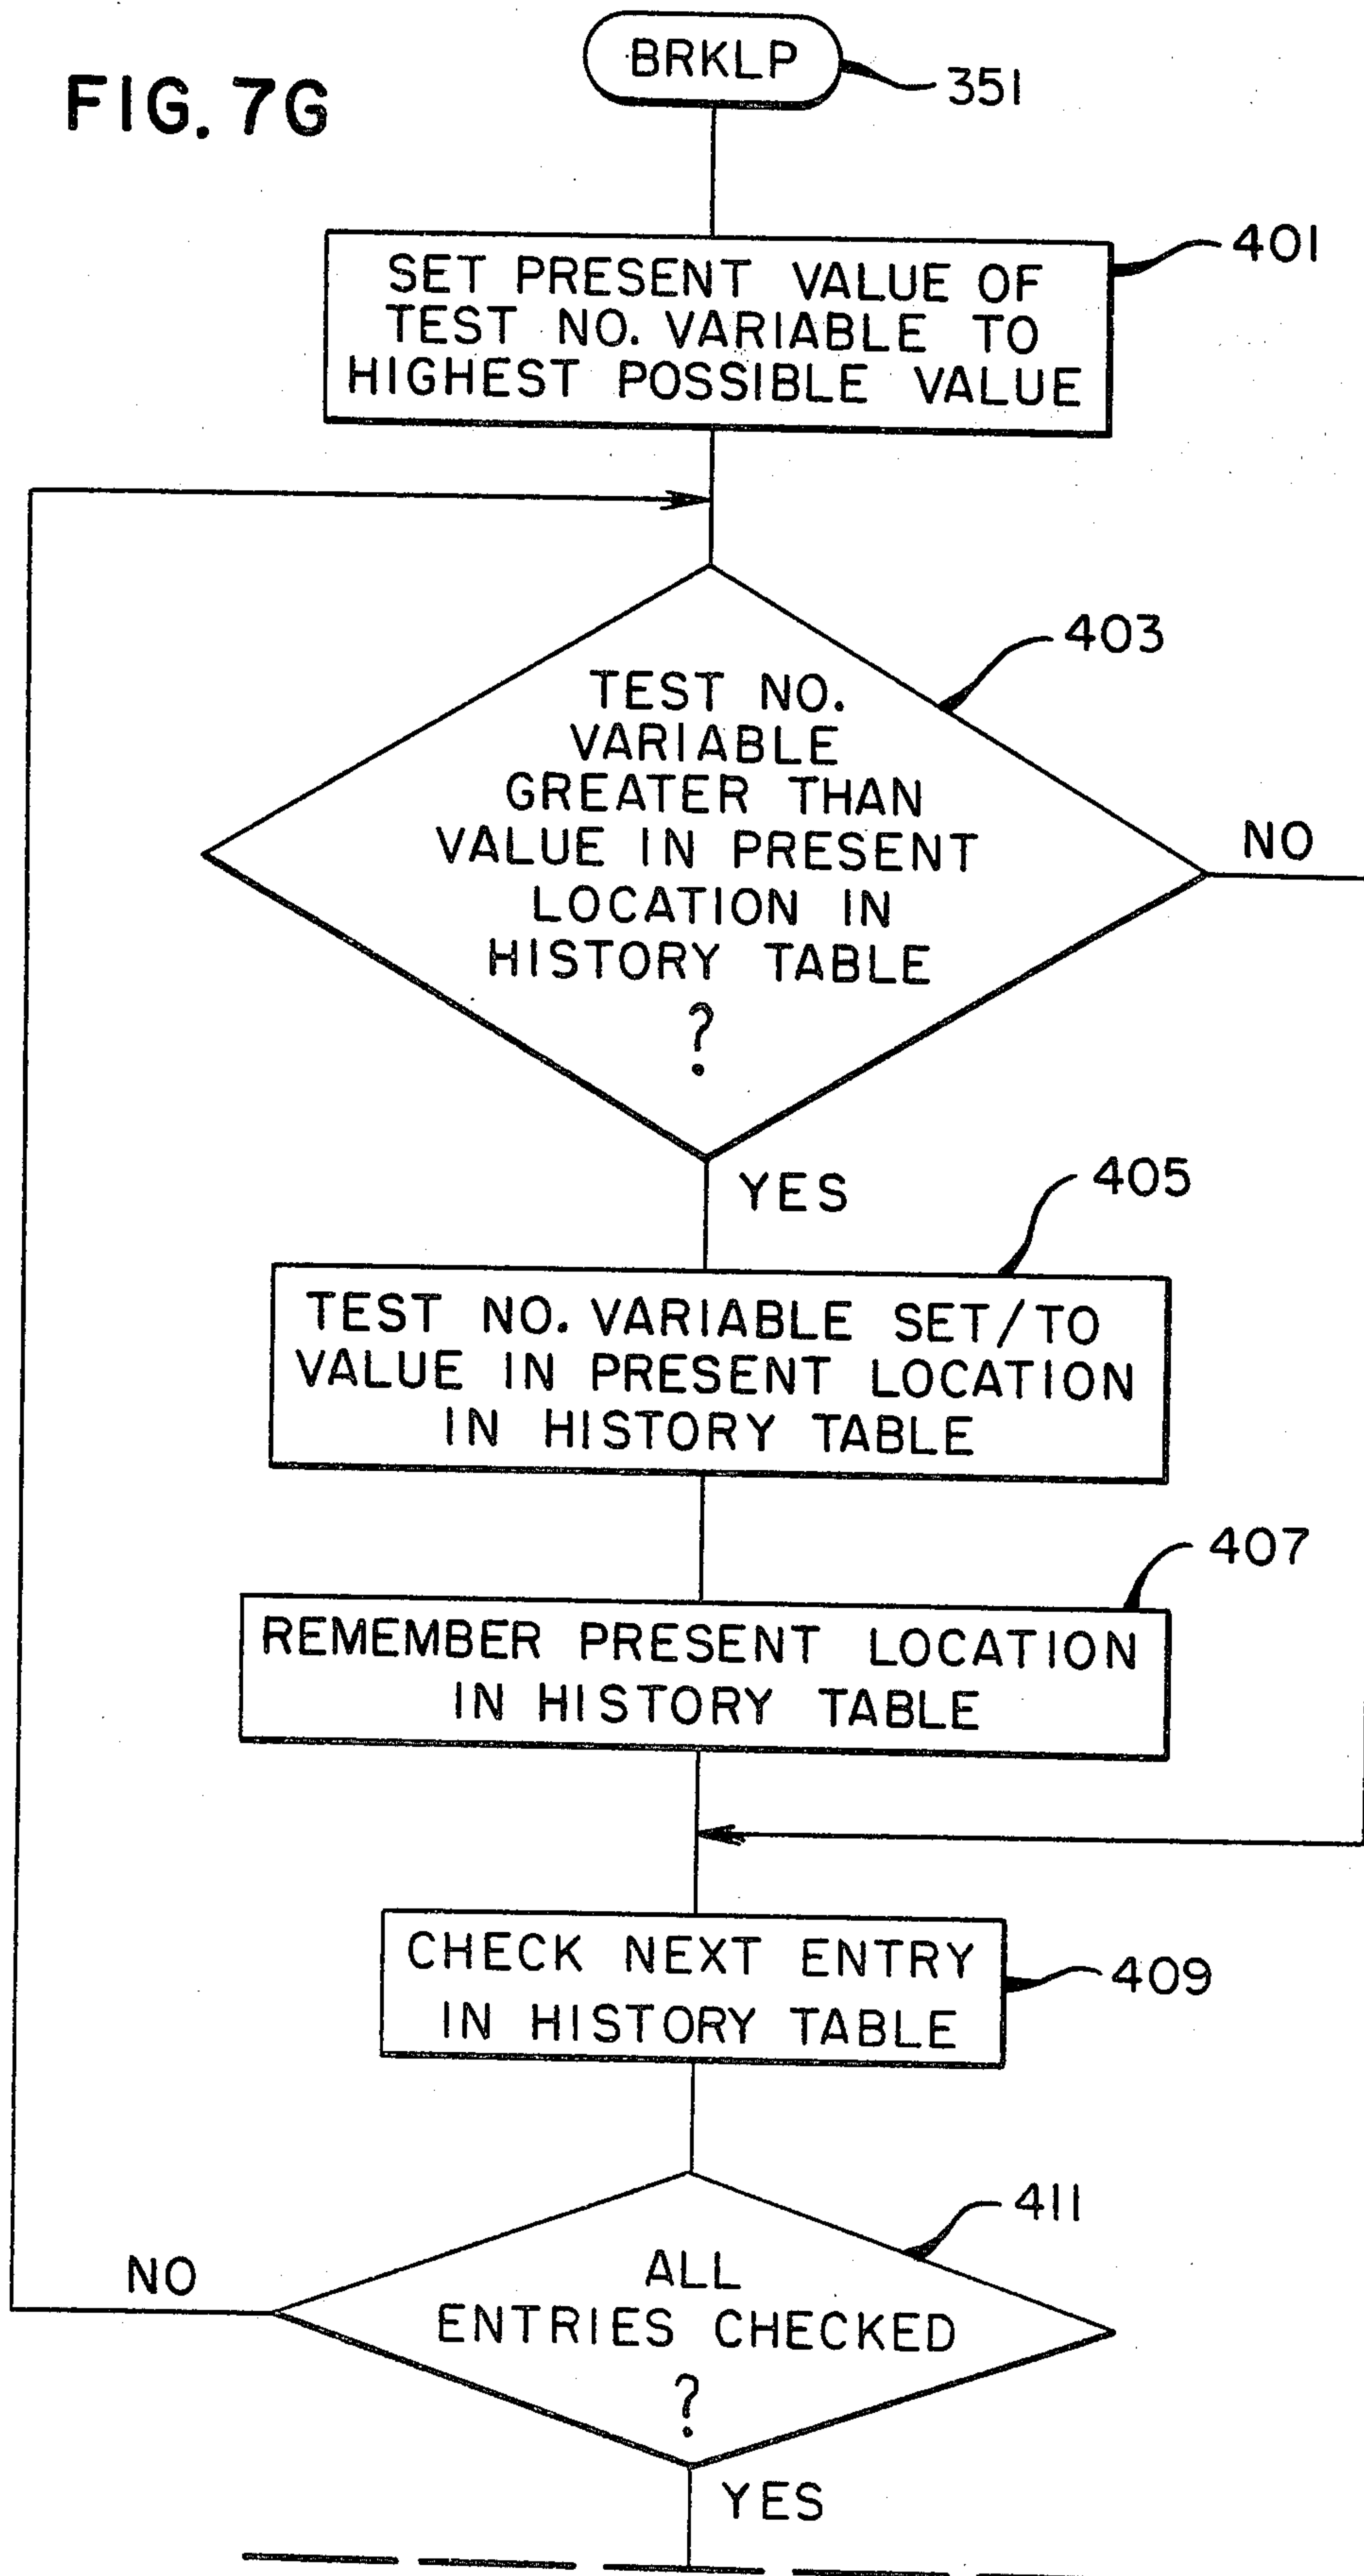 FIG. 7G
BRKLP
351
SET PRESENT VALUE OF
TEST NO. VARIABLE TO
HIGHEST POSSIBLE VALUE
401
403
TEST NO.
VARIABLE
GREATER THAN
VALUE IN PRESENT
LOCATION IN
HISTORY TABLE
?
NO
YES
405
TEST NO. VARIABLE SET/TO
VALUE IN PRESENT LOCATION
IN HISTORY TABLE
407
REMEMBER PRESENT LOCATION
IN HISTORY TABLE
CHECK NEXT ENTRY
IN HISTORY TABLE
409
411
NO
ALL
ENTRIES CHECKED
?
YES